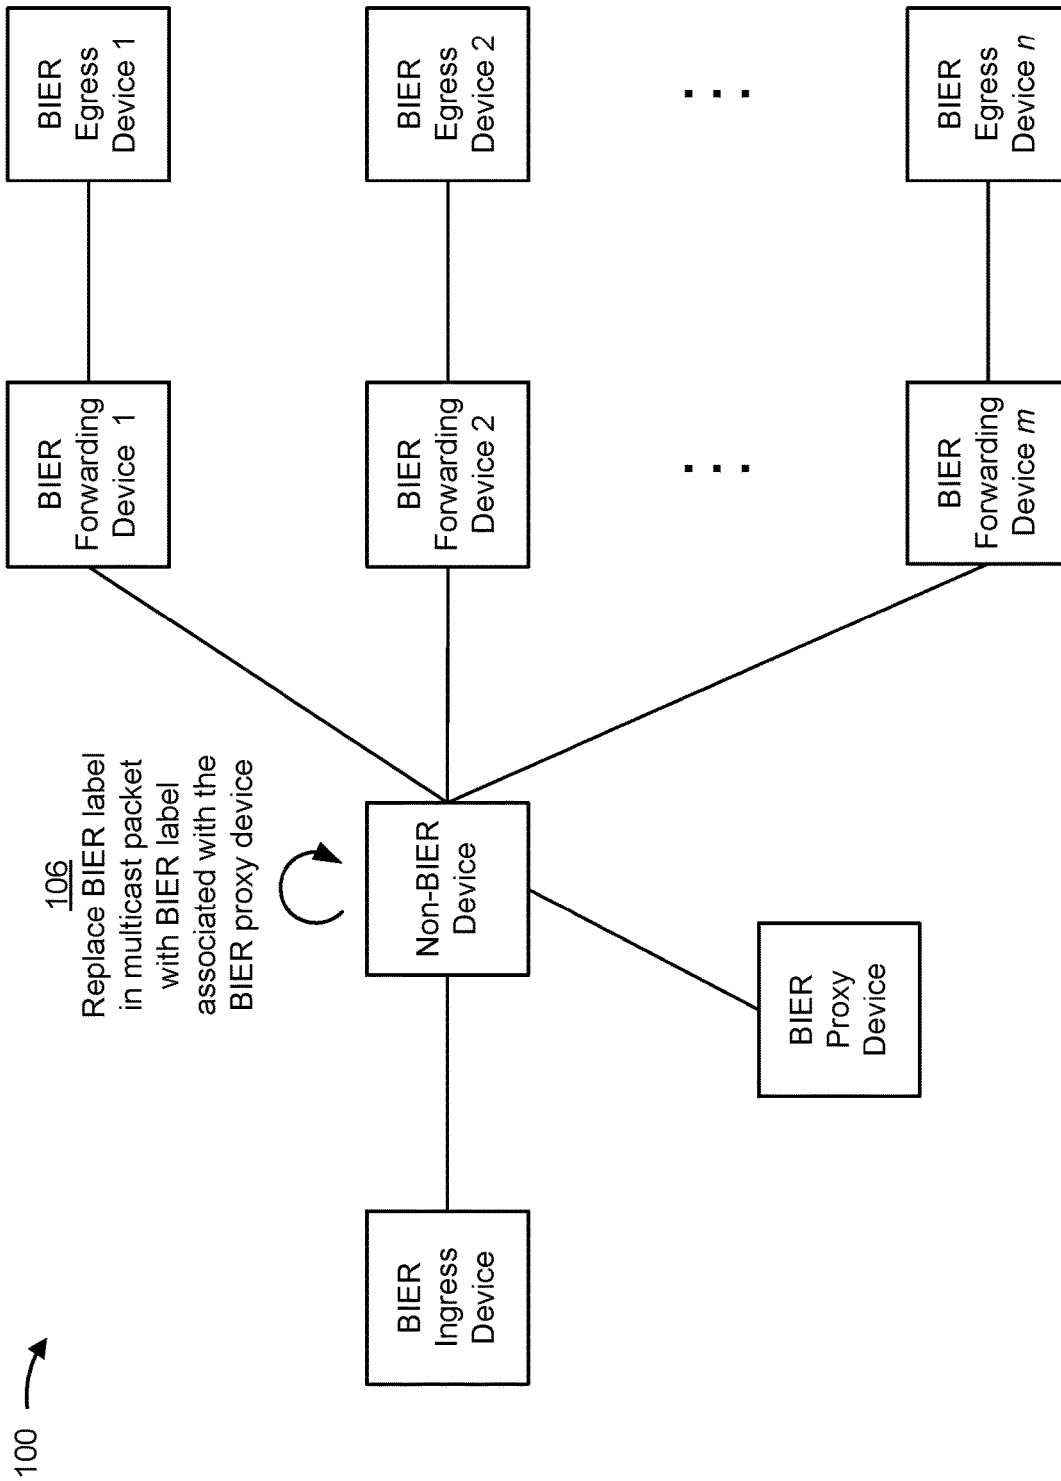 100
106
Replace BIER label
in multicast packet
with BIER label
associated with the
BIER proxy device
BIER
Ingress
Device
Non-BIER
Device
BIER
Proxy
Device
BIER
Forwarding
Device 1
BIER
Egress
Device 1
BIER
Forwarding
Device 2
BIER
Egress
Device 2
. . .
. . .
BIER
Forwarding
Device m
BIER
Egress
Device n